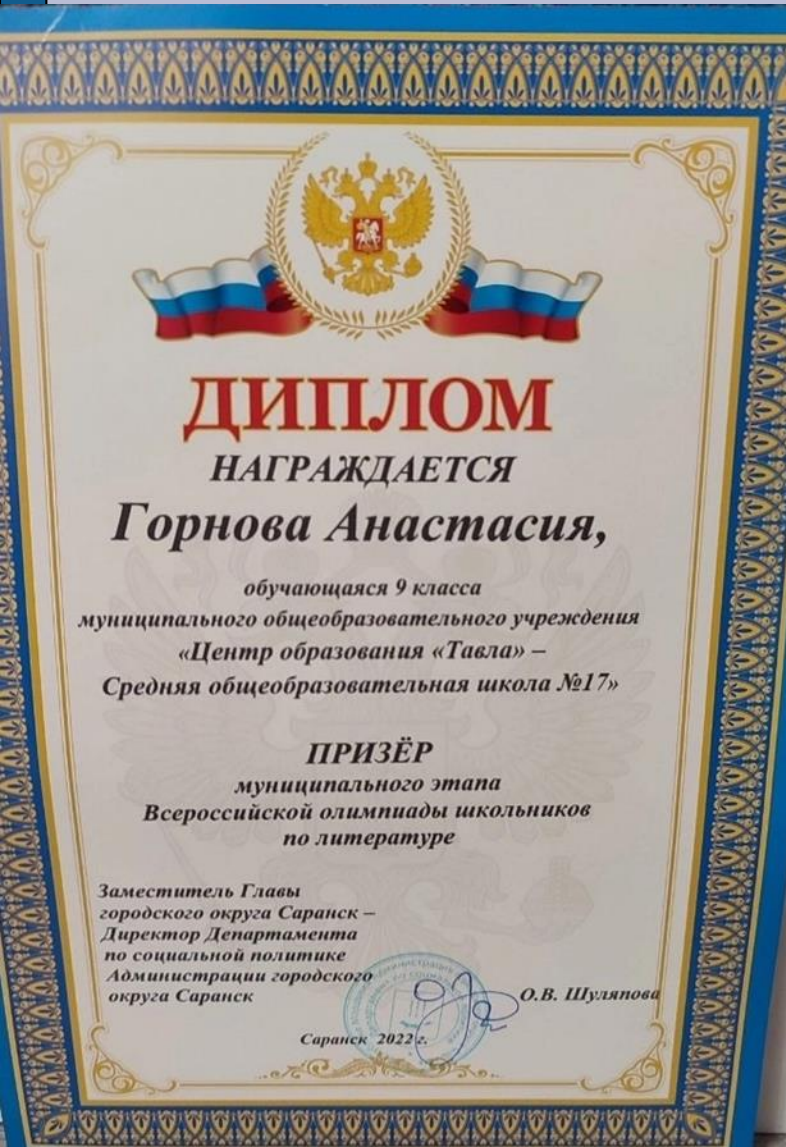 ДИПЛОМ
НАГРАЖДАЕТСЯ
Горнова Анастасия,
обучающаяся 9 класса
муниципального общеобразовательного учреждения
«Центр образования «Тавла» –
Средняя общеобразовательная школа №17»
ПРИЗЁР
муниципального этапа
Всероссийской олимпиады школьников
по литературе
Заместитель Главы
городского округа Саранск –
Директор Департамента
по социальной политике
Администрации городского
округа Саранск
О.В. Шуляпова
Саранск 2022 г.